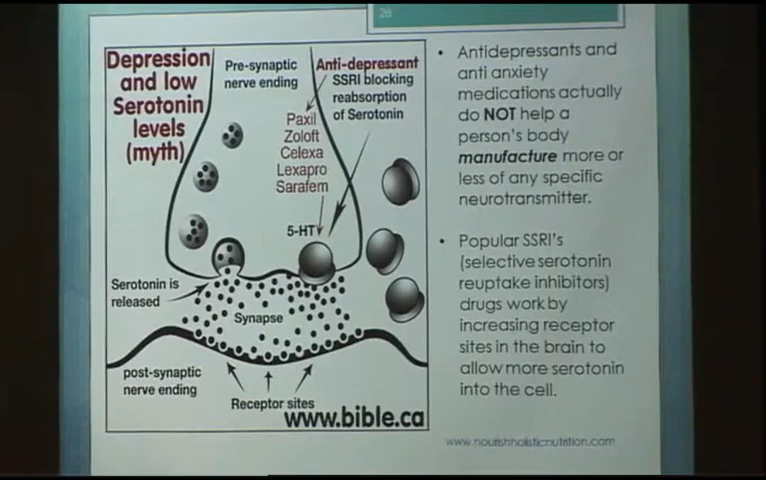 28
Depression
and low
Serotonin
levels
(myth)
Pre-synaptic
nerve ending
Anti-depressant
SSRI blocking
reabsorption
of Serotonin
Paxil
Zoloft
Celexa
Lexapro
Sarafem
5-HT
Serotonin is
released
Synapse
post-synaptic
nerve ending
Receptor sites
www.bible.ca
• Antidepressants and
anti anxiety
medications actually
do NOT help a
person's body
manufacture more or
less of any specific
neurotransmitter.
• Popular SSRI's
(selective serotonin
reuptake inhibitors)
drugs work by
increasing receptor
sites in the brain to
allow more serotonin
into the cell.
www.nourishholisticnutrition.com